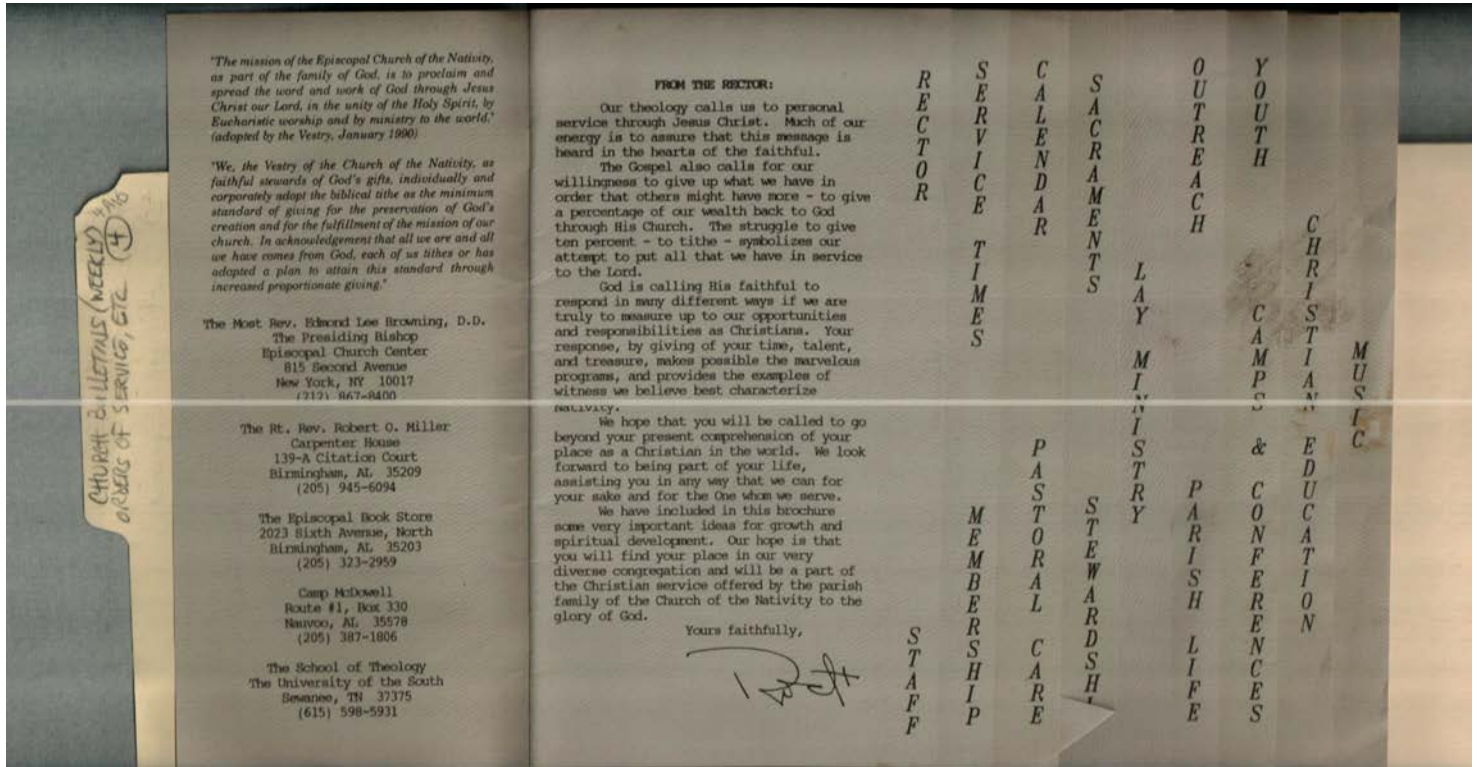 CHURCH BULLETINS (WEEKLY)
ORDERS OF SERVICE, ETC. 4
"The mission of the Episcopal Church of the Nativity,
as part of the family of God, is to proclaim and
spread the word and work of God through Jesus
Christ our Lord, in the unity of the Holy Spirit, by
Eucharistic worship and by ministry to the world."
(adopted by the Vestry, January 1990)
"We, the Vestry of the Church of the Nativity, as
faithful stewards of God's gifts, individually and
corporately adopt the biblical tithe as the minimum
standard of giving for the preservation of God's
creation and for the fulfillment of the mission of our
church. In acknowledgement that all we are and all
we have comes from God, each of us tithes or has
adopted a plan to attain this standard through
increased proportionate giving."
The Most Rev. Edmond Lee Browning, D.D.
The Presiding Bishop
Episcopal Church Center
815 Second Avenue
New York, NY 10017
(212) 867-8400
The Rt. Rev. Robert O. Miller
Carpenter House
139-A Citation Court
Birmingham, AL 35209
(205) 945-6094
The Episcopal Book Store
2023 Sixth Avenue, North
Birmingham, AL 35203
(205) 323-2959
Camp McDowell
Route #1, Box 330
Nauvoo, AL 35578
(205) 387-1806
The School of Theology
The University of the South
Sewanee, TN 37375
(615) 598-5931
FROM THE RECTOR:
Our theology calls us to personal
service through Jesus Christ. Much of our
energy is to assure that this message is
heard in the hearts of the faithful.
The Gospel also calls for our
willingness to give up what we have in
order that others might have more - to give
a percentage of our wealth back to God
through His Church. The struggle to give
ten percent - to tithe - symbolizes our
attempt to put all that we have in service
to the Lord.
God is calling His faithful to
respond in many different ways if we are
truly to measure up to our opportunities
and responsibilities as Christians. Your
response, by giving of your time, talent,
and treasure, makes possible the marvelous
programs, and provides the examples of
witness we believe best characterize
Nativity.
We hope that you will be called to go
beyond your present comprehension of your
place as a Christian in the world. We look
forward to being part of your life,
assisting you in any way that we can for
your sake and for the One whom we serve.
We have included in this brochure
some very important ideas for growth and
spiritual development. Our hope is that
you will find your place in our very
diverse congregation and will be a part of
the Christian service offered by the parish
family of the Church of the Nativity to the
glory of God.
Yours faithfully,
RECTOR
STAFF
SERVICE TIMES
MEMBERSHIP
CALENDAR
PASTORAL CARE
SACRAMENTS
STEWARDSHI
LAY MINISTRY
OUTREACH
PARISH LIFE
YOUTH
CAMPS & CONFERENCES
CHRISTIAN EDUCATION
MUSIC